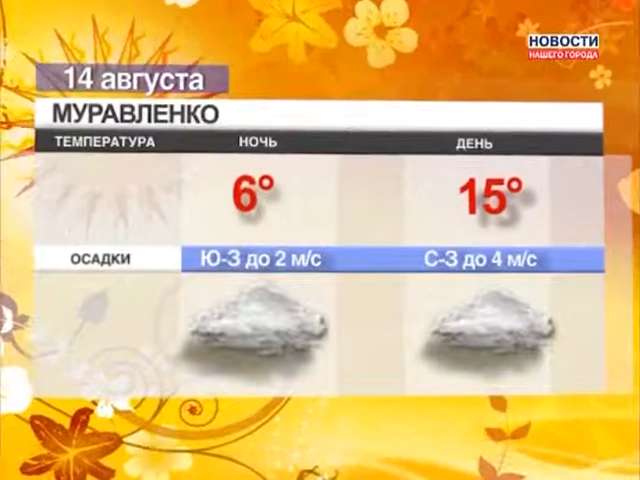 НОВОСТИ
НАШЕГО ГОРОДА
14 августа
МУРАВЛЕНКО
ТЕМПЕРАТУРА НОЧЬ ДЕНЬ
6° 15°
ОСАДКИ Ю-З до 2 м/с С-З до 4 м/с